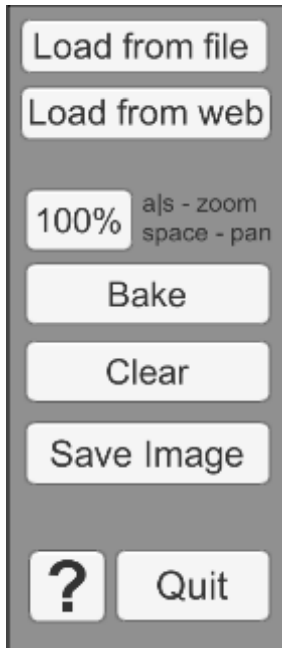 Load from file
Load from web
100%
a|s - zoom
space - pan
Bake
Clear
Save Image
?
Quit